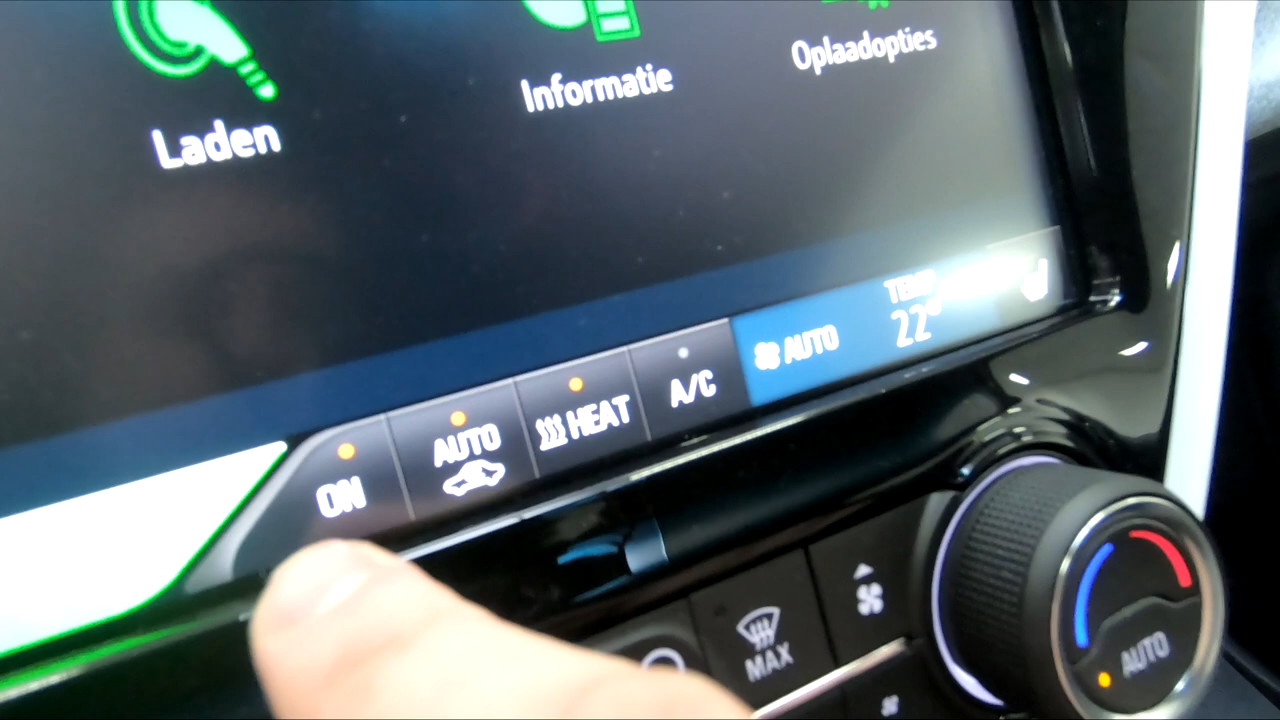 Laden
Informatie
Oplaadopties
ON
AUTO
HEAT
A/C
AUTO
TEMP
22°
MAX
AUTO